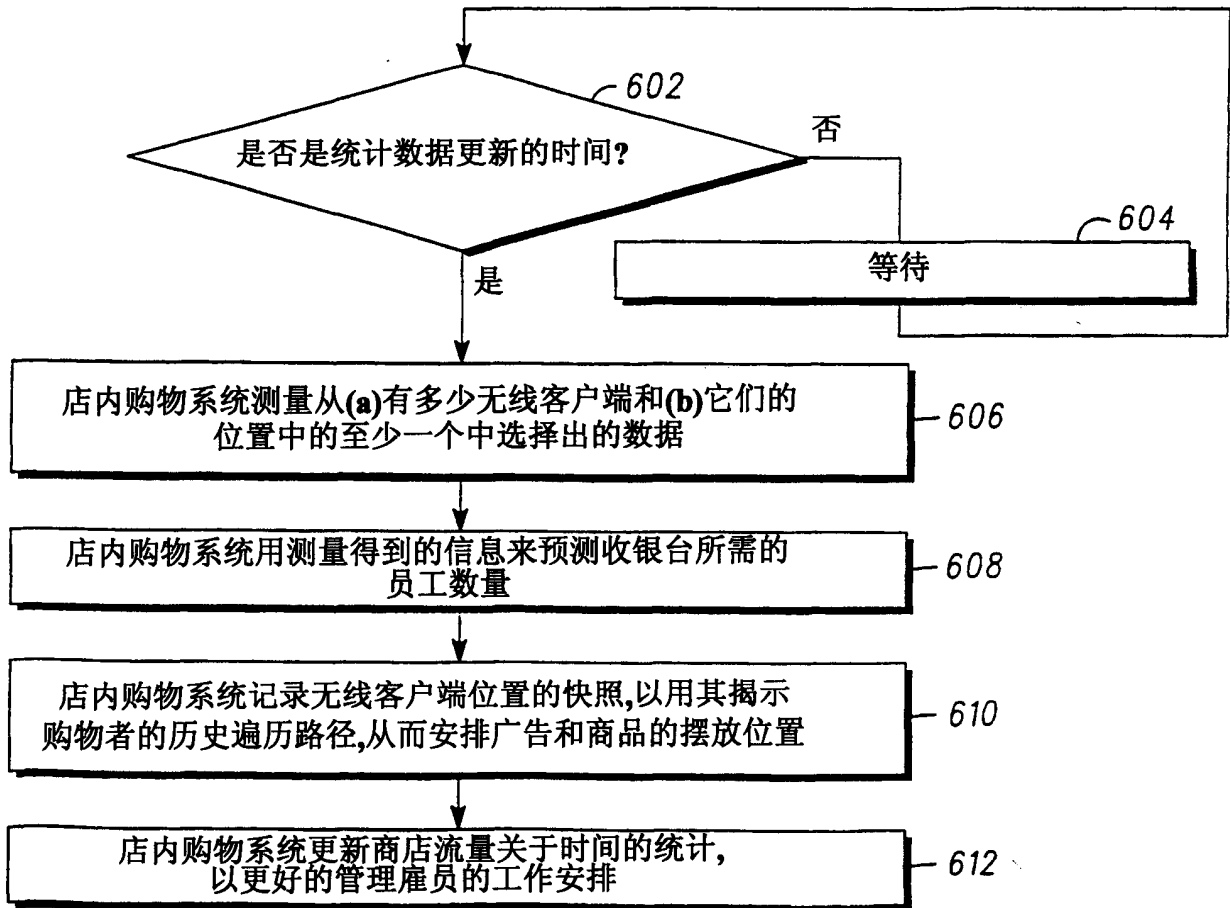 602
是否是统计数据更新的时间?
否
604
等待
是
店内购物系统测量从(a)有多少无线客户端和(b)它们的
位置中的至少一个中选择出的数据
606
店内购物系统用测量得到的信息来预测收银台所需的
员工数量
608
店内购物系统记录无线客户端位置的快照,以用其揭示
购物者的历史遍历路径,从而安排广告和商品的摆放位置
610
店内购物系统更新商店流量关于时间的统计,
以更好的管理雇员的工作安排
612